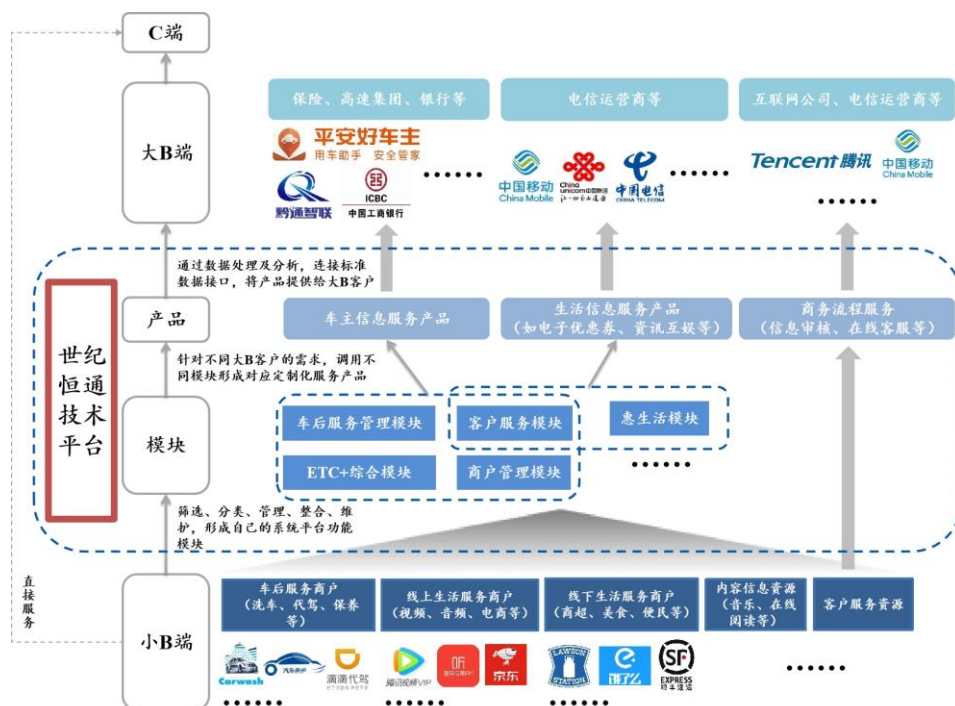 C端
大B端
保险、高速集团、银行等
电信运营商等
互联网公司、电信运营商等
平安好车主
用车助手 安全管家
黔通智联
ICBC
中国工商银行
中国移动
China Mobile
China
unicom中国联通
中国电信
CHINA TELECOM
Tencent 腾讯
中国移动
China Mobile
通过数据处理及分析，连接标准
数据接口，将产品提供给大B客户
世纪
恒通
技术
平台
产品
车主信息服务产品
生活信息服务产品
（如电子优惠券、资讯互娱等）
商务流程服务
（信息审核、在线客服等）
针对不同大B客户的需求，调用不
同模块形成对应定制化服务产品
模块
车后服务管理模块
客户服务模块
惠生活模块
ETC+综合模块
商户管理模块
筛选、分类、管理、整合、维
护，形成自己的系统平台功能
模块
直接服务
小B端
车后服务商户
（洗车、代驾、保养
等）
线上生活服务商户
（视频、音频、电商等）
线下生活服务商户
（商超、美食、便民等）
内容信息资源
（音乐、在线
阅读等）
客户服务资源
Carwash
滴滴代驾
腾讯视频VIP
听
京东
LAWSON
STATION
饿了么
SF
EXPRESS
顺丰速运